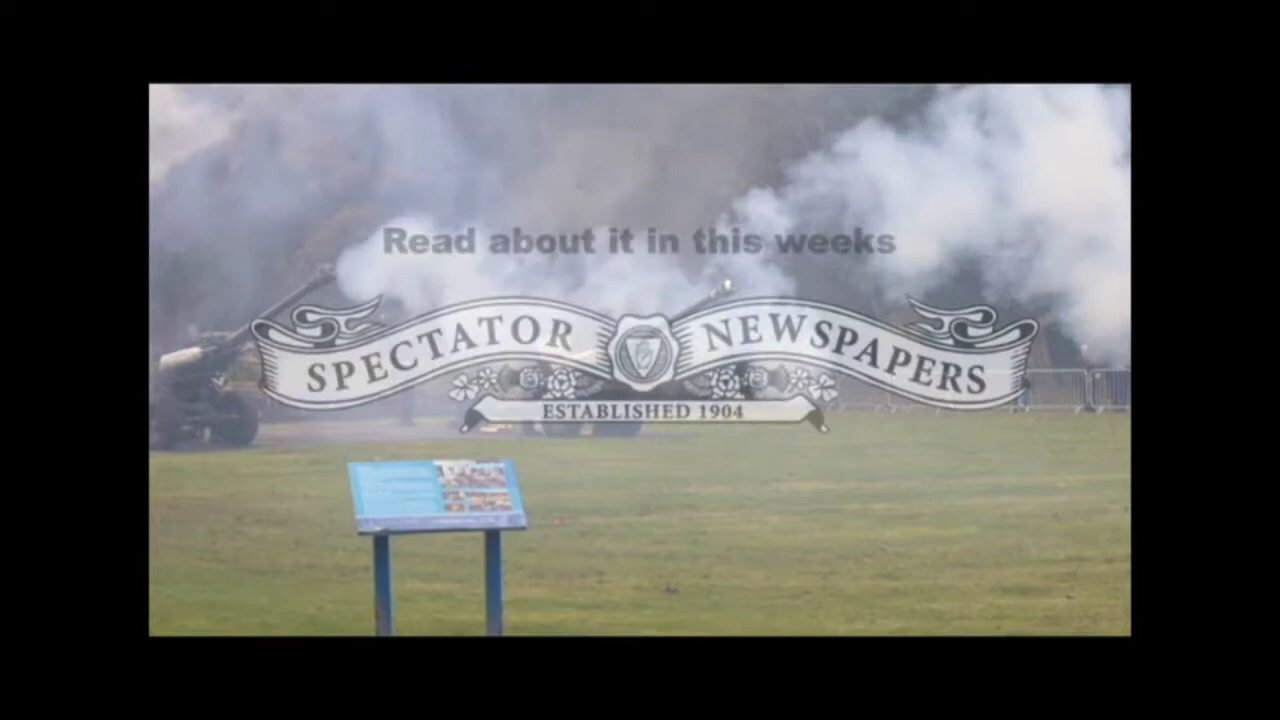 Read about it in this weeks
SPECTATOR NEWSPAPERS
ESTABLISHED 1904